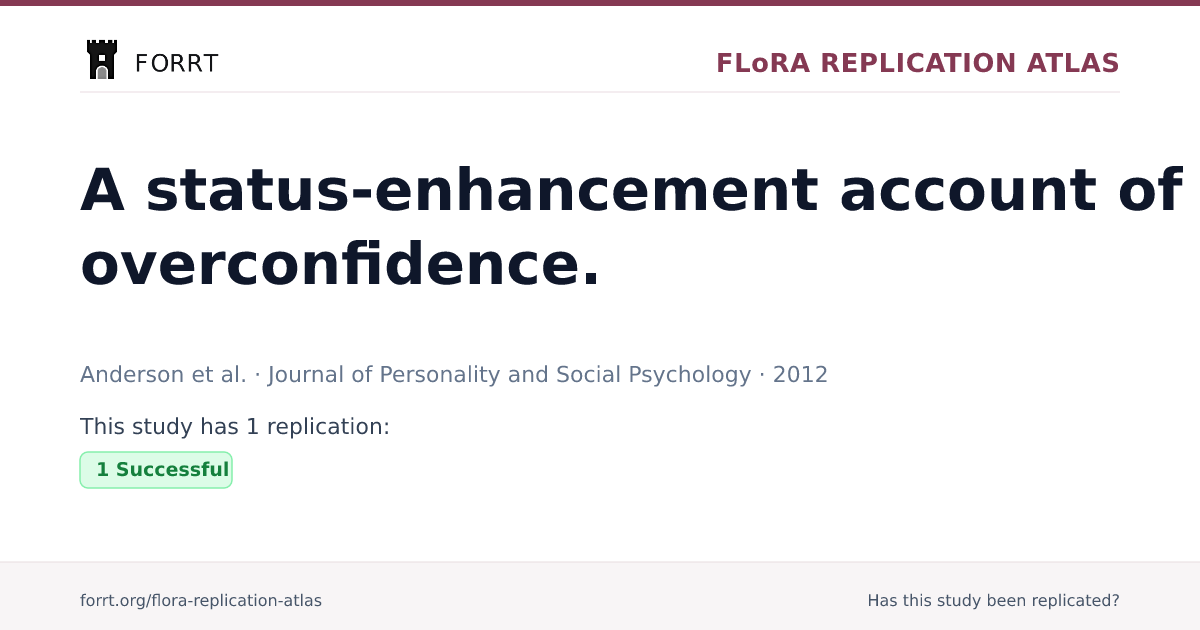 FORRT
FLoRA REPLICATION ATLAS
A status-enhancement account of
overconfidence.
Anderson et al. · Journal of Personality and Social Psychology · 2012
This study has 1 replication:
1 Successful
forrt.org/flora-replication-atlas
Has this study been replicated?